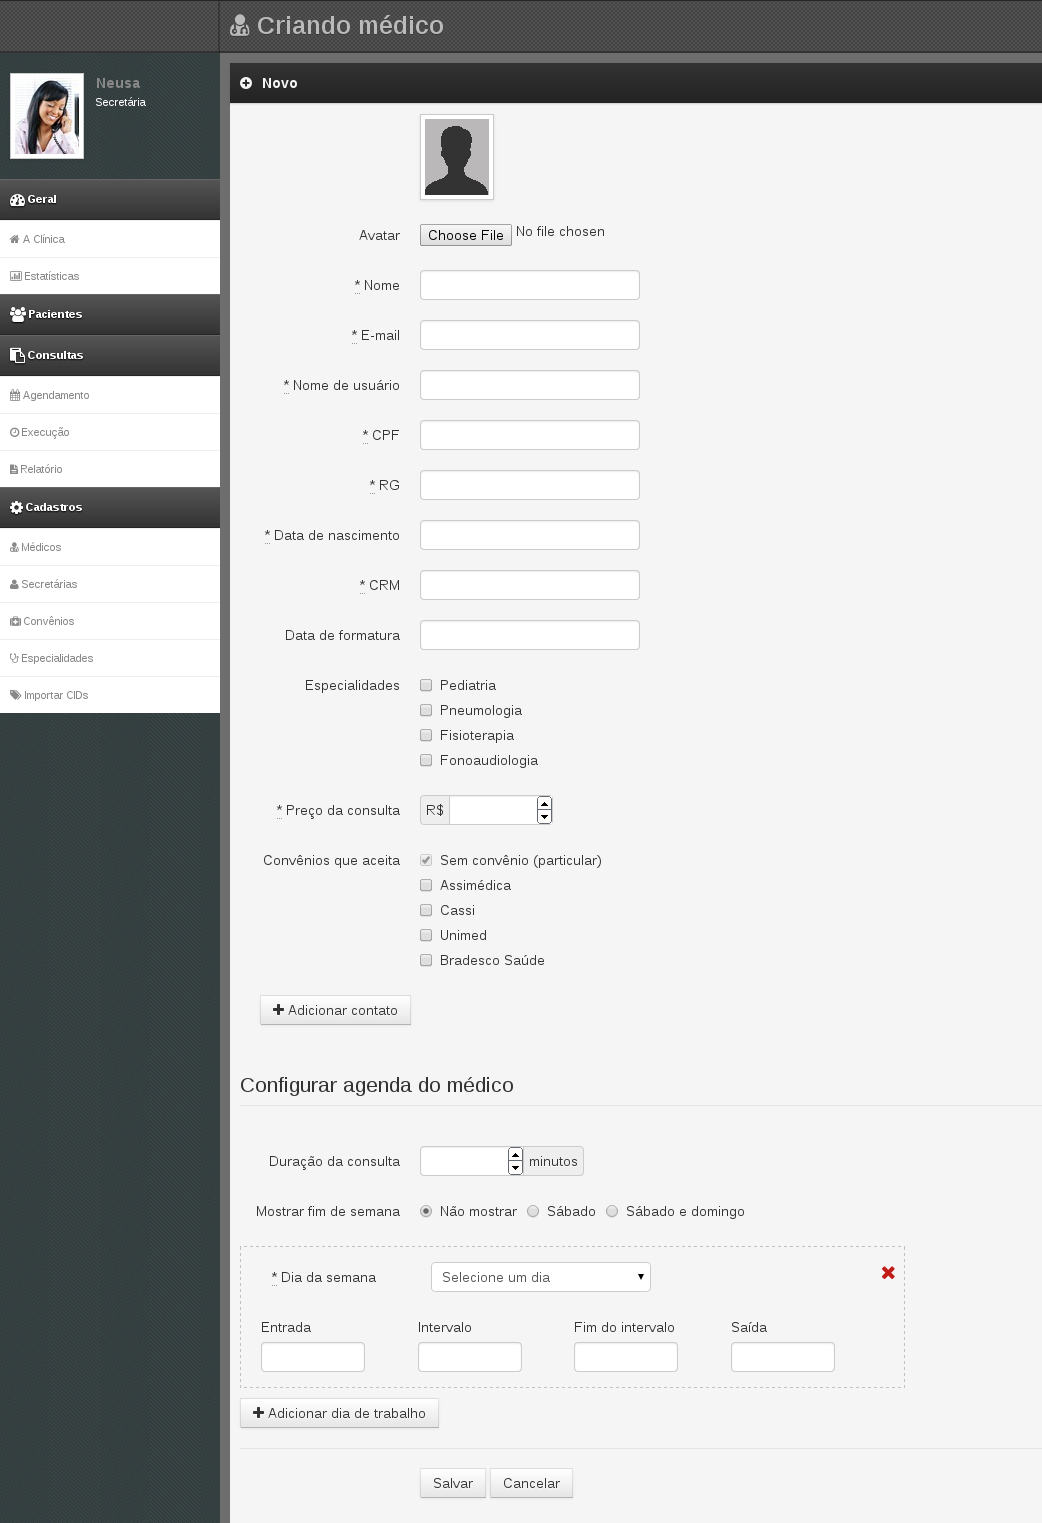 Criando médico
Neusa
Secretária
Geral
A Clínica
Estatísticas
Pacientes
Consultas
Agendamento
Execução
Relatório
Cadastros
Médicos
Secretárias
Convênios
Especialidades
Importar CIDs
Novo
Avatar Choose File No file chosen
* Nome
* E-mail
* Nome de usuário
* CPF
* RG
* Data de nascimento
* CRM
Data de formatura
Especialidades Pediatria
Pneumologia
Fisioterapia
Fonoaudiologia
* Preço da consulta R$
Convênios que aceita Sem convênio (particular)
Assimédica
Cassi
Unimed
Bradesco Saúde
Adicionar contato
Configurar agenda do médico
Duração da consulta minutos
Mostrar fim de semana Não mostrar Sábado Sábado e domingo
* Dia da semana Selecione um dia
Entrada Intervalo Fim do intervalo Saída
Adicionar dia de trabalho
Salvar Cancelar